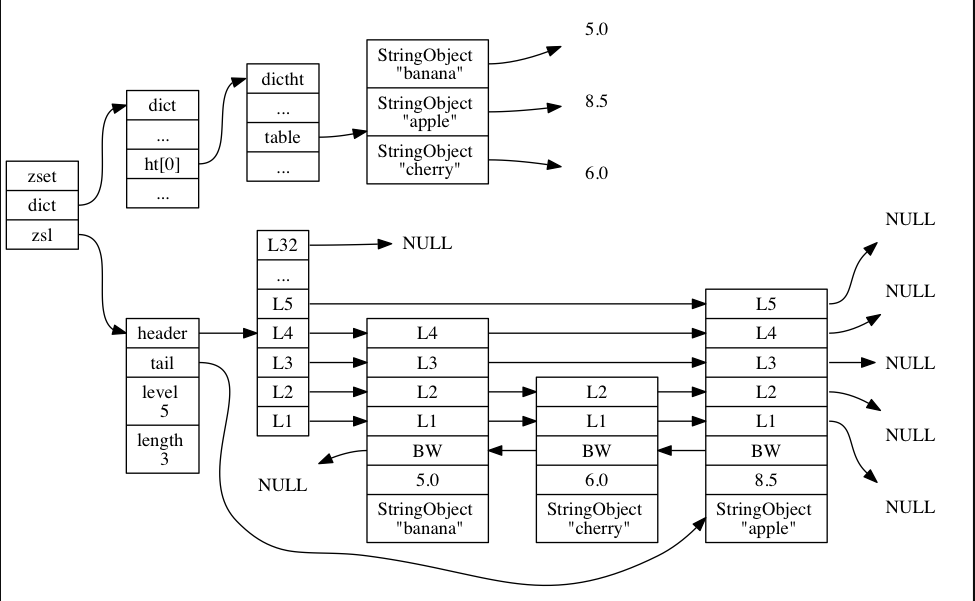 zset
dict
zsl
dict
...
ht[0]
...
dictht
...
table
...
StringObject
"banana"
StringObject
"apple"
StringObject
"cherry"
5.0
8.5
6.0
header
tail
level
5
length
3
L32
...
L5
L4
L3
L2
L1
NULL
NULL
L4
L3
L2
L1
BW
5.0
StringObject
"banana"
L2
L1
BW
6.0
StringObject
"cherry"
L5
L4
L3
L2
L1
BW
8.5
StringObject
"apple"
NULL
NULL
NULL
NULL
NULL